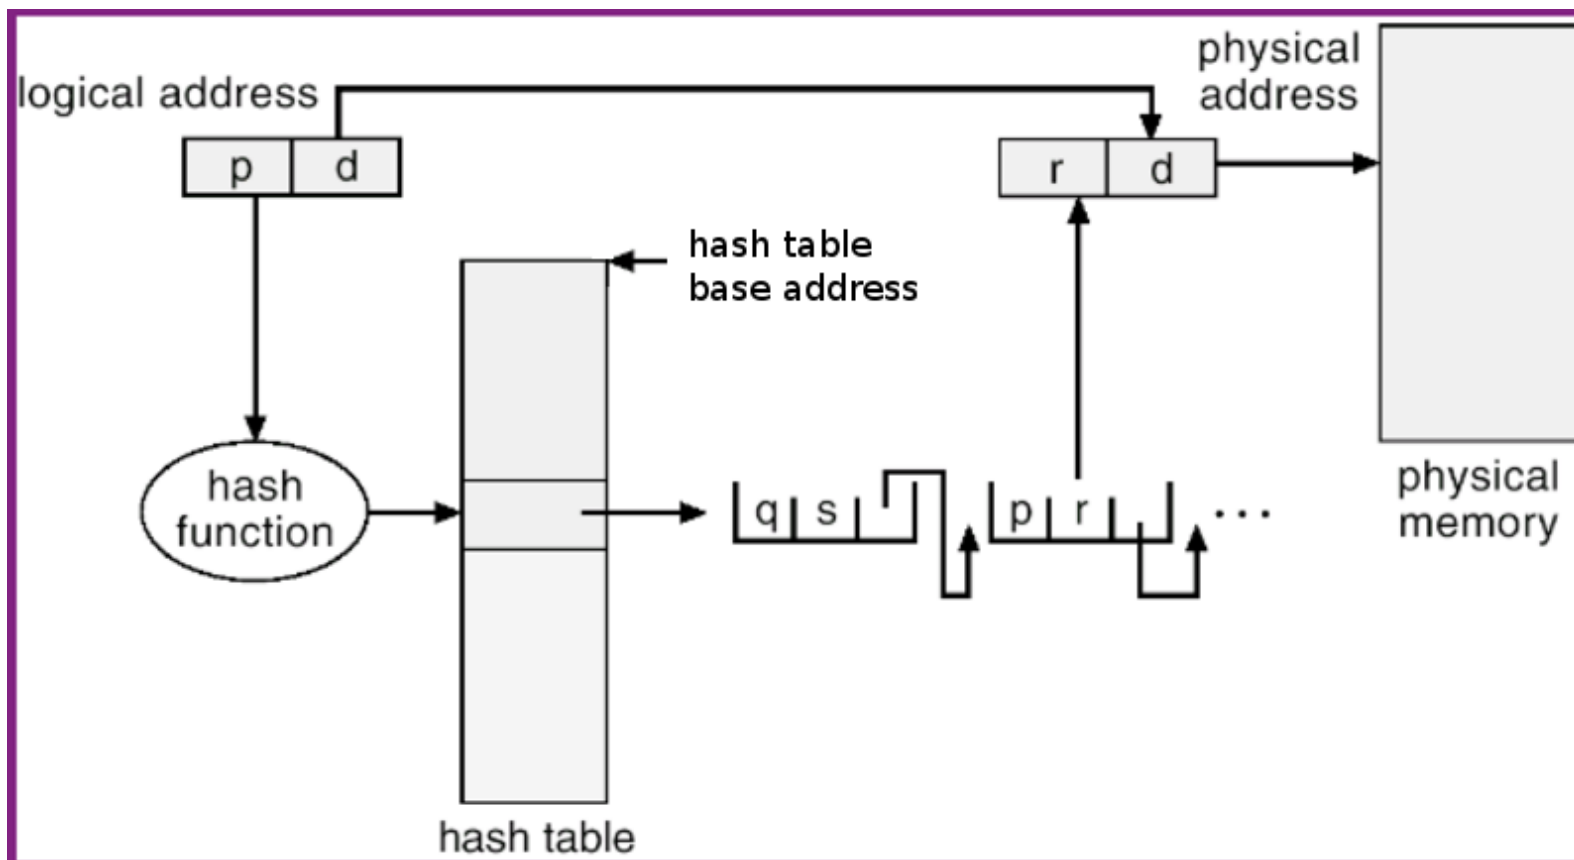 physical
address
logical address
p d
r d
hash table
base address
hash
function
q s
p r
...
physical
memory
hash table